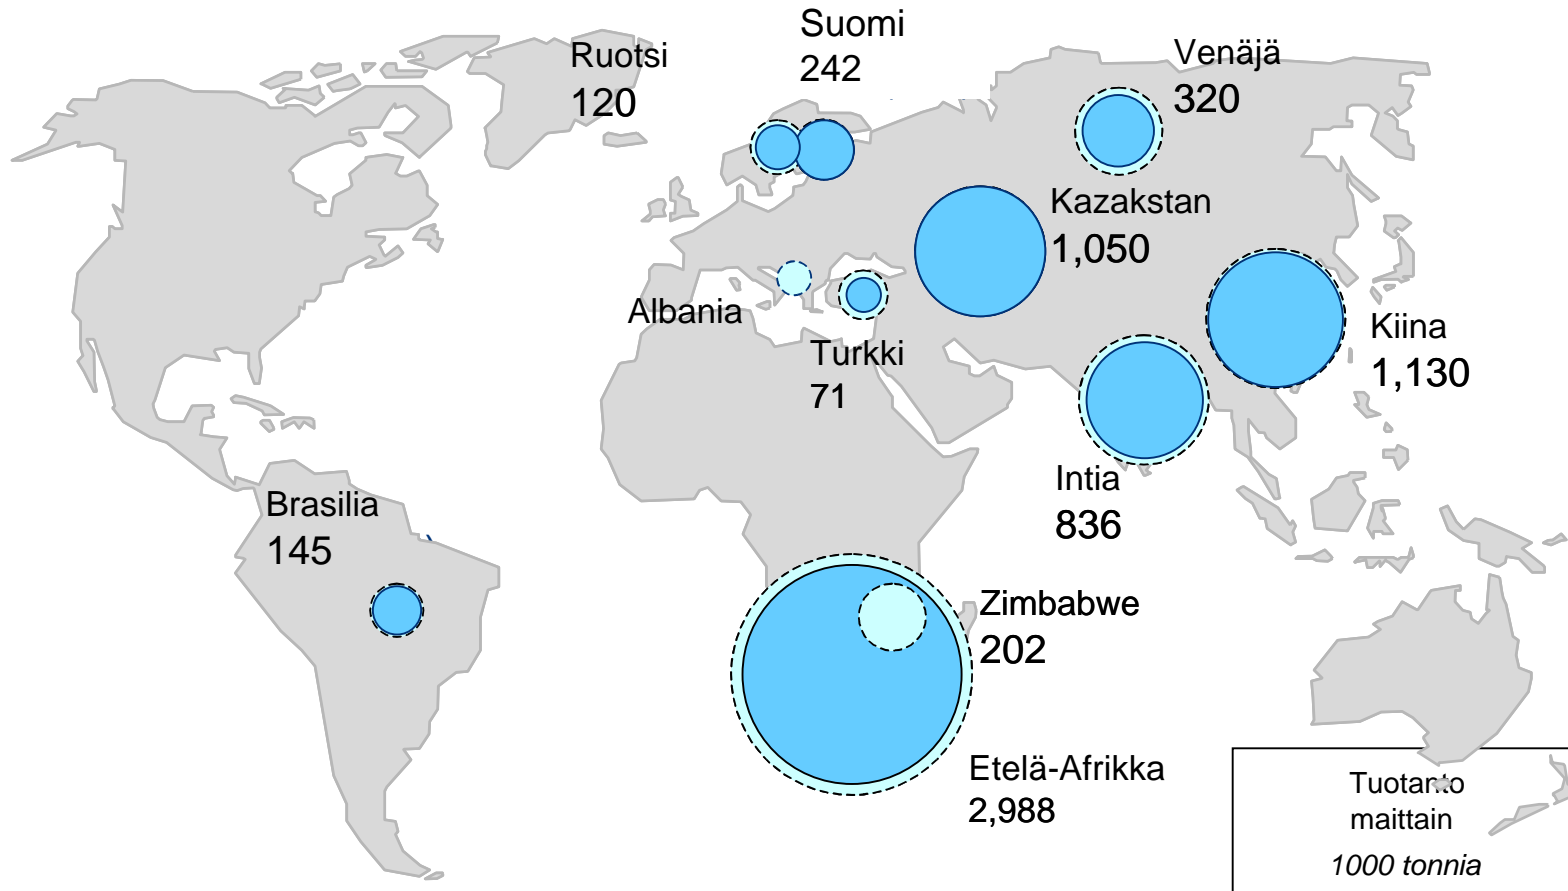 Suomi
242
Ruotsi
120
Venäjä
320
Kazakstan
1,050
Albania
Turkki
71
Kiina
1,130
Intia
836
Brasilia
145
Zimbabwe
202
Etelä-Afrikka
2,988
Tuotanto
maittain
1000 tonnia